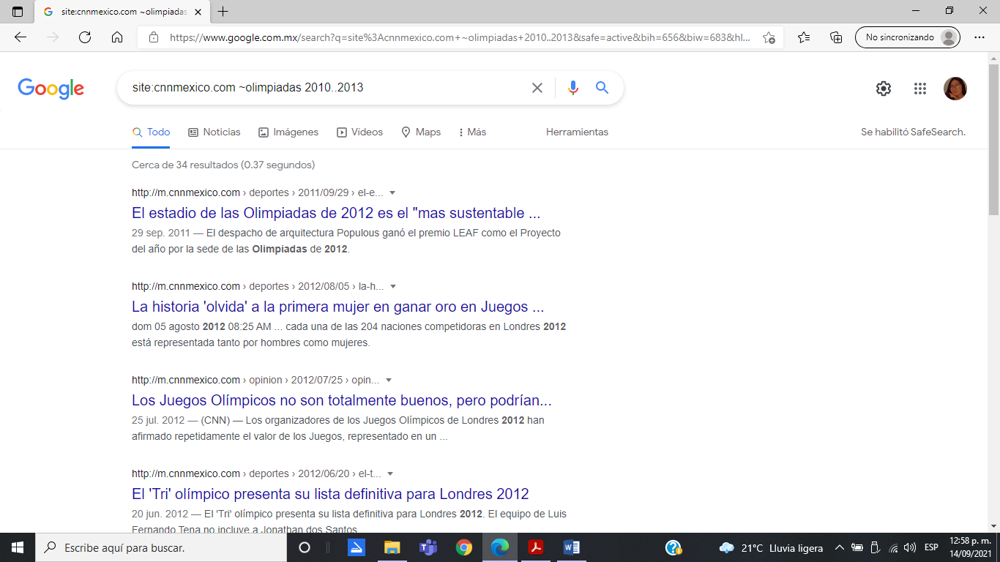 site:cnnmexico.com ~olimpiadas
https://www.google.com.mx/search?q=site%3Acnnmexico.com+~olimpiadas+2010..2013&safe=active&bih=656&biw=683&hl...
No sincronizando
Google
site:cnnmexico.com ~olimpiadas 2010..2013
Todo Noticias Imágenes Vídeos Maps Más Herramientas Se habilitó SafeSearch.
Cerca de 34 resultados (0.37 segundos)
http://m.cnnmexico.com › deportes › 2011/09/29 › el-e...
El estadio de las Olimpiadas de 2012 es el "mas sustentable ...
29 sep. 2011 — El despacho de arquitectura Populous ganó el premio LEAF como el Proyecto
del año por la sede de las Olimpiadas de 2012.
http://m.cnnmexico.com › deportes › 2012/08/05 › la-h...
La historia 'olvida' a la primera mujer en ganar oro en Juegos ...
dom 05 agosto 2012 08:25 AM ... cada una de las 204 naciones competidoras en Londres 2012
está representada tanto por hombres como mujeres.
http://m.cnnmexico.com › opinion › 2012/07/25 › opin...
Los Juegos Olímpicos no son totalmente buenos, pero podrían...
25 jul. 2012 — (CNN) — Los organizadores de los Juegos Olímpicos de Londres 2012 han
afirmado repetidamente el valor de los Juegos, representado en un ...
http://m.cnnmexico.com › deportes › 2012/06/20 › el-t...
El 'Tri' olímpico presenta su lista definitiva para Londres 2012
20 jun. 2012 — El 'Tri' olímpico presenta su lista definitiva para Londres 2012. El equipo de Luis
Fernando Tena no incluye a Jonathan dos Santos
Escribe aquí para buscar.
21°C Lluvia ligera
ESP
12:58 p. m.
14/09/2021